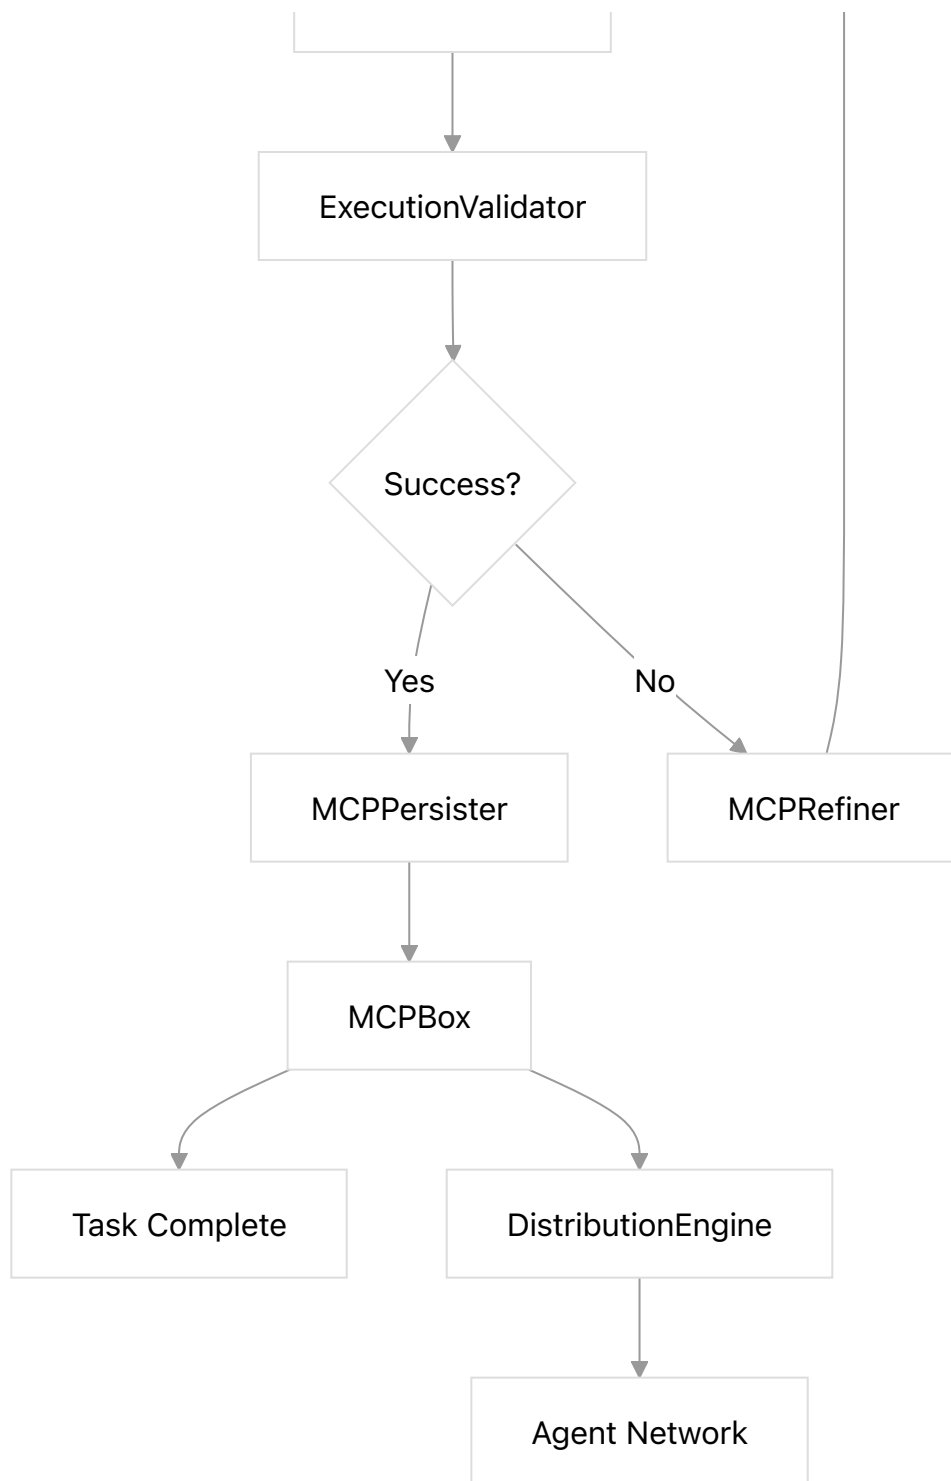 ExecutionValidator
Success?
Yes
No
MCPPersister
MCPRefiner
MCPBox
Task Complete
DistributionEngine
Agent Network